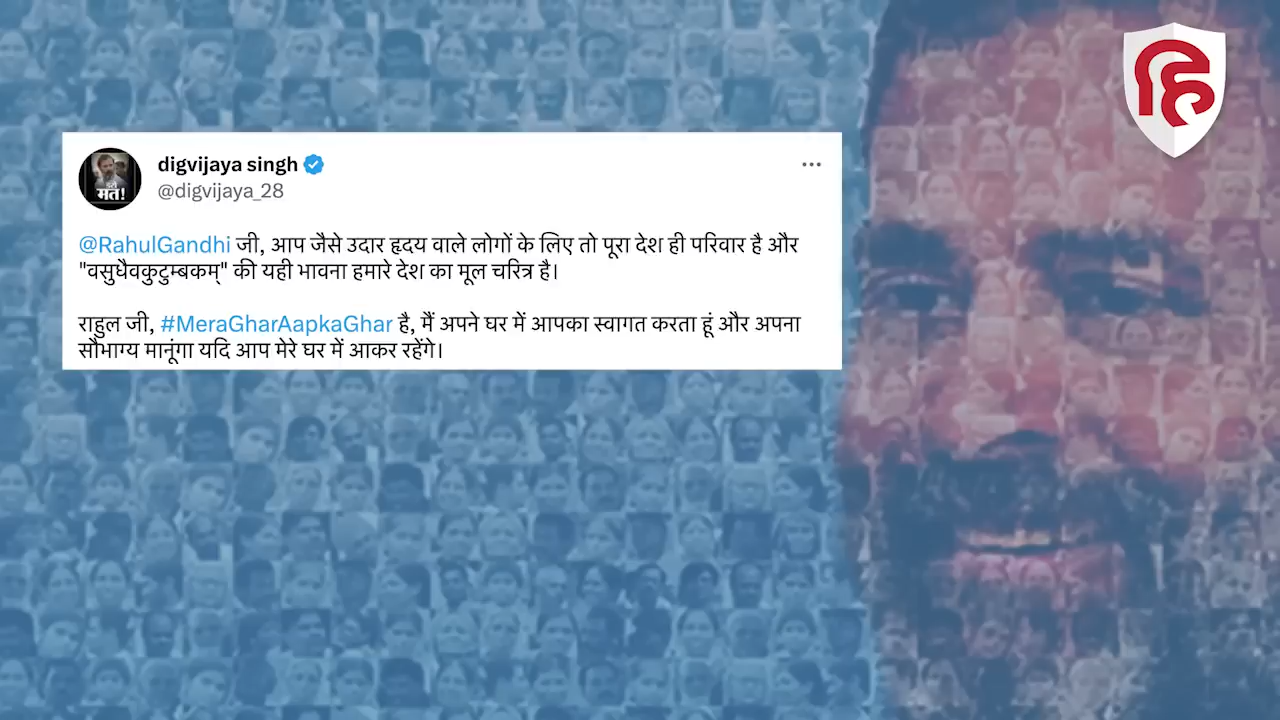 हि
digvijaya singh
@digvijaya_28
मत!
@RahulGandhi जी, आप जैसे उदार हृदय वाले लोगों के लिए तो पूरा देश ही परिवार है और
"वसुधैवकुटुम्बकम्" की यही भावना हमारे देश का मूल चरित्र है।
राहुल जी, #MeraGharAapkaGhar है, मैं अपने घर में आपका स्वागत करता हूं और अपना
सौभाग्य मानूंगा यदि आप मेरे घर में आकर रहेंगे।